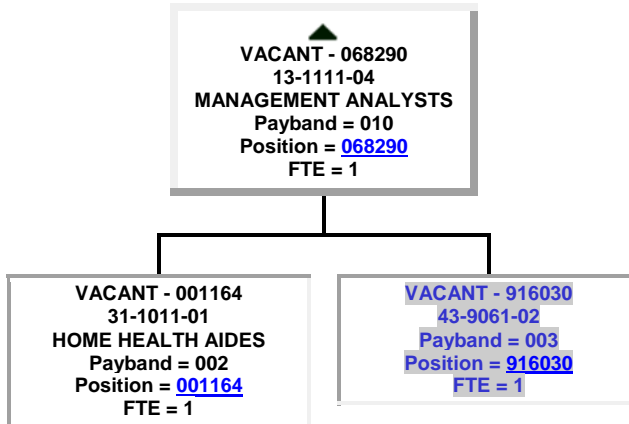 VACANT - 068290
13-1111-04
MANAGEMENT ANALYSTS
Payband = 010
Position = 068290
FTE = 1
VACANT - 001164
31-1011-01
HOME HEALTH AIDES
Payband = 002
Position = 001164
FTE = 1
VACANT - 916030
43-9061-02
Payband = 003
Position = 916030
FTE = 1